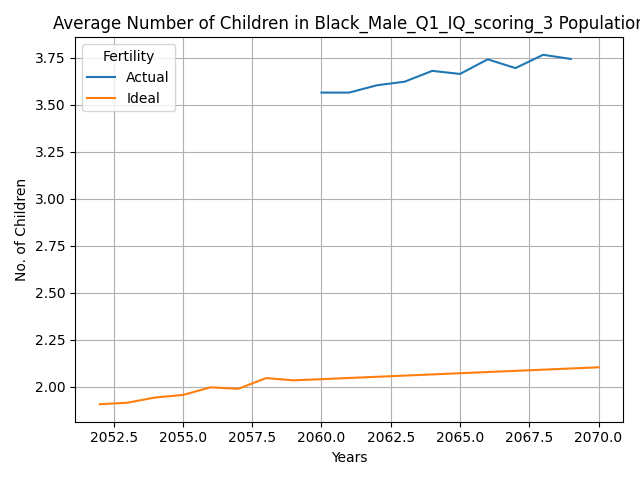 Average Number of Children in Black_Male_Q1_IQ_scoring_3 Population
Fertility
Actual
Ideal
3.75
3.50
3.25
3.00
2.75
2.50
2.25
2.00
No. of Children
2052.5 2055.0 2057.5 2060.0 2062.5 2065.0 2067.5 2070.0
Years